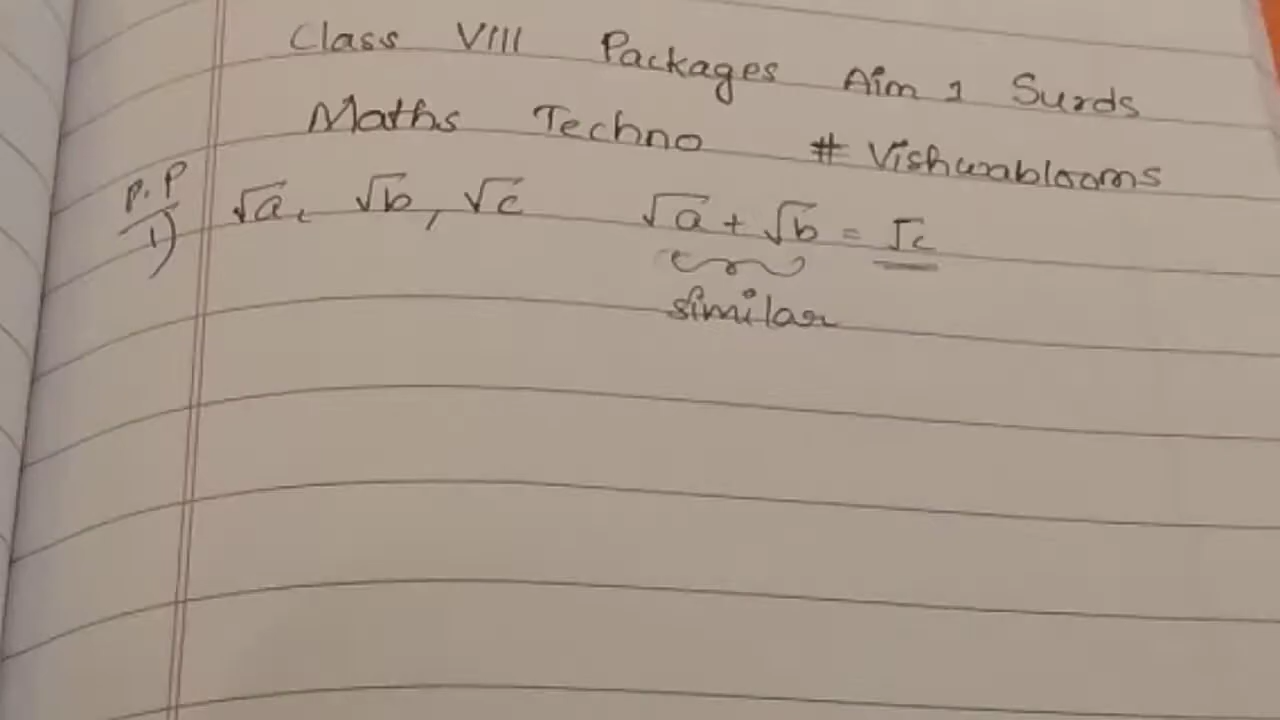 Class VIII Packages Aim 1 Surds
Maths Techno # Vishwablooms
P.P
1) √a, √b, √c √a + √b = √c
similar